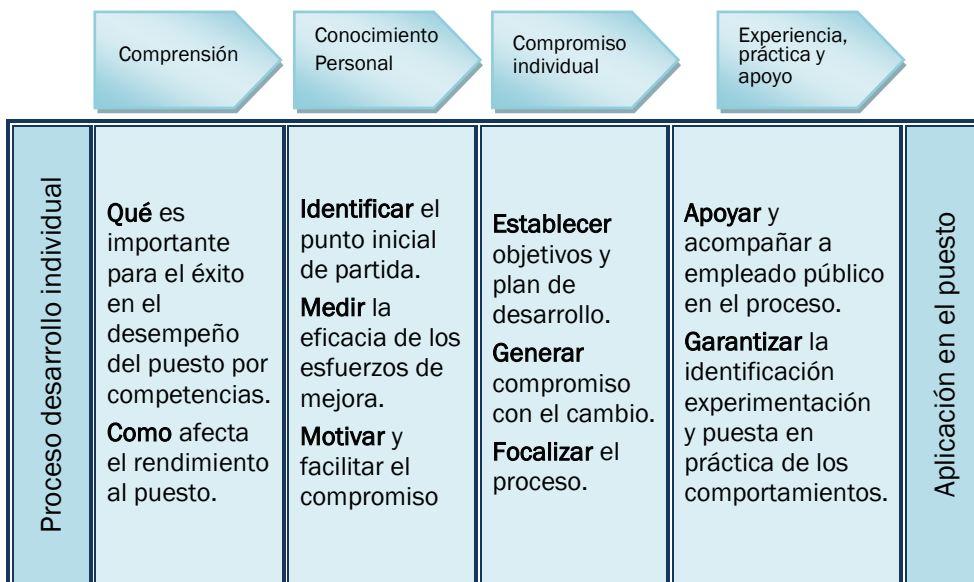 Comprensión
Conocimiento
Personal
Compromiso
individual
Experiencia,
práctica y
apoyo
Proceso desarrollo individual
Qué es
importante
para el éxito
en el
desempeño
del puesto por
competencias.
Como afecta
el rendimiento
al puesto.
Identificar el
punto inicial
de partida.
Medir la
eficacia de los
esfuerzos de
mejora.
Motivar y
facilitar el
compromiso
Establecer
objetivos y
plan de
desarrollo.
Generar
compromiso
con el cambio.
Focalizar el
proceso.
Apoyar y
acompañar a
empleado público
en el proceso.
Garantizar la
identificación
experimentación
y puesta en
práctica de los
comportamientos.
Aplicación en el puesto